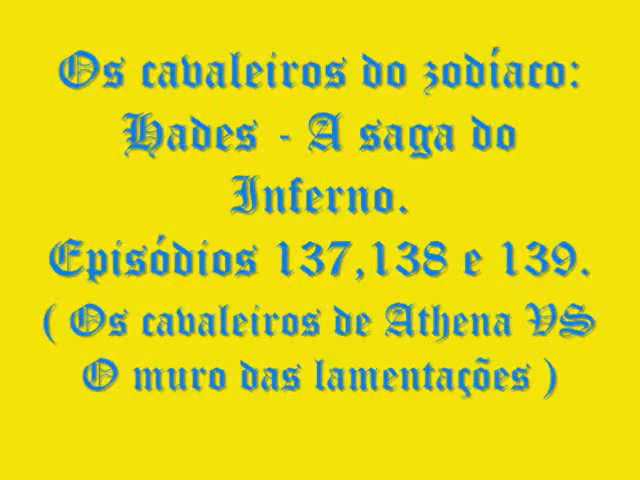 Os cavaleiros do zodíaco:
Hades - A saga do
Inferno.
Episódios 137,138 e 139.
( Os cavaleiros de Athena VS
O muro das lamentações )